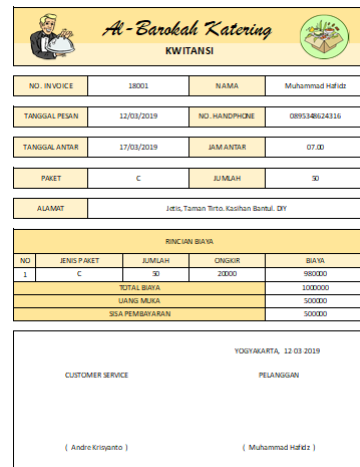 Al-Barokah Katering
KWITANSI
NO. INVOICE 18001 NAMA Muhammad Hafidz
TANGGAL PESAN 12/03/2019 NO. HANDPHONE 0895348624316
TANGGAL ANTAR 17/03/2019 JAM ANTAR 07.00
PAKET C JUMLAH 50
ALAMAT Jetis, Taman Tirto. Kasihan Bantul. DIY
RINCIAN BIAYA
NO JENIS PAKET JUMLAH ONGKIR BIAYA
1 C 50 20000 980000
TOTAL BIAYA 1000000
UANG MUKA 500000
SISA PEMBAYARAN 500000
YOGYAKARTA, 12 03 2019
CUSTOMER SERVICE PELANGGAN
( Andre Krisyanto ) ( Muhammad Hafidz )